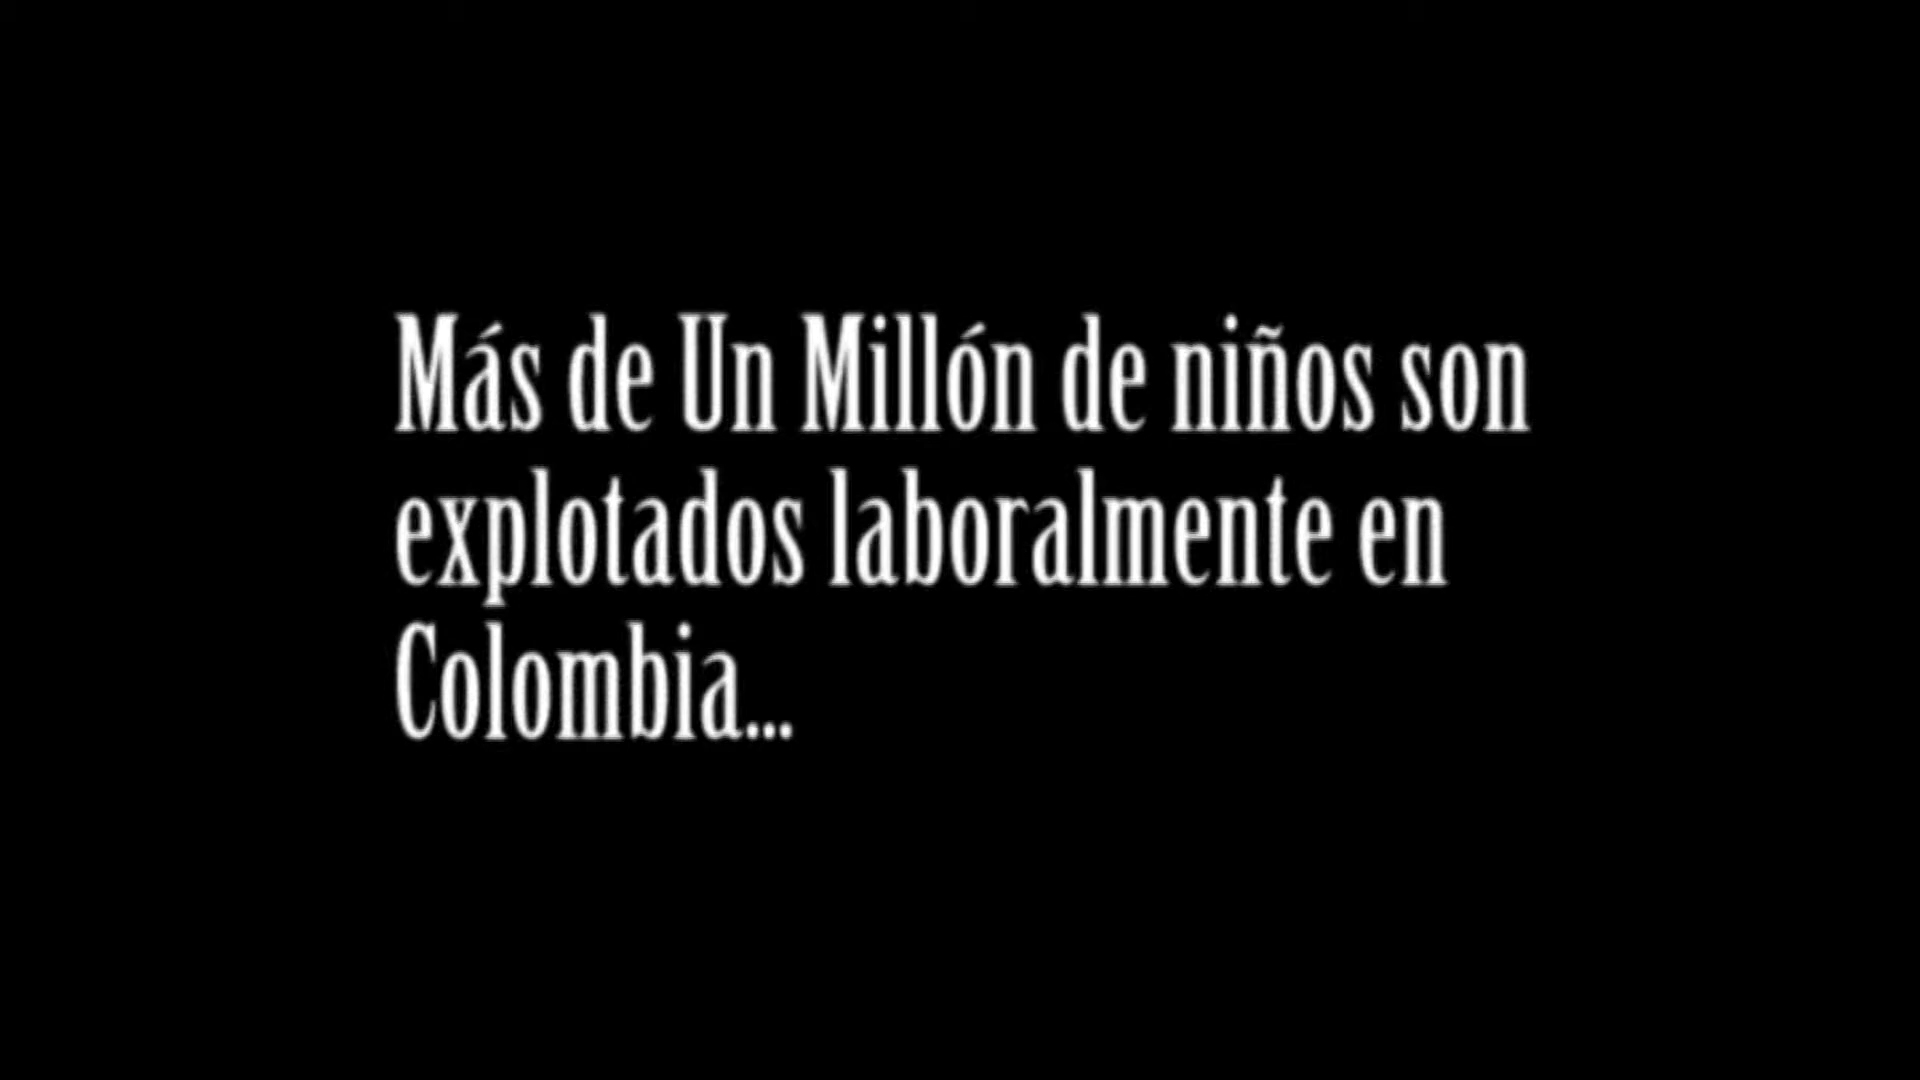 Más de Un Millón de niños son
explotados laboralmente en
Colombia...